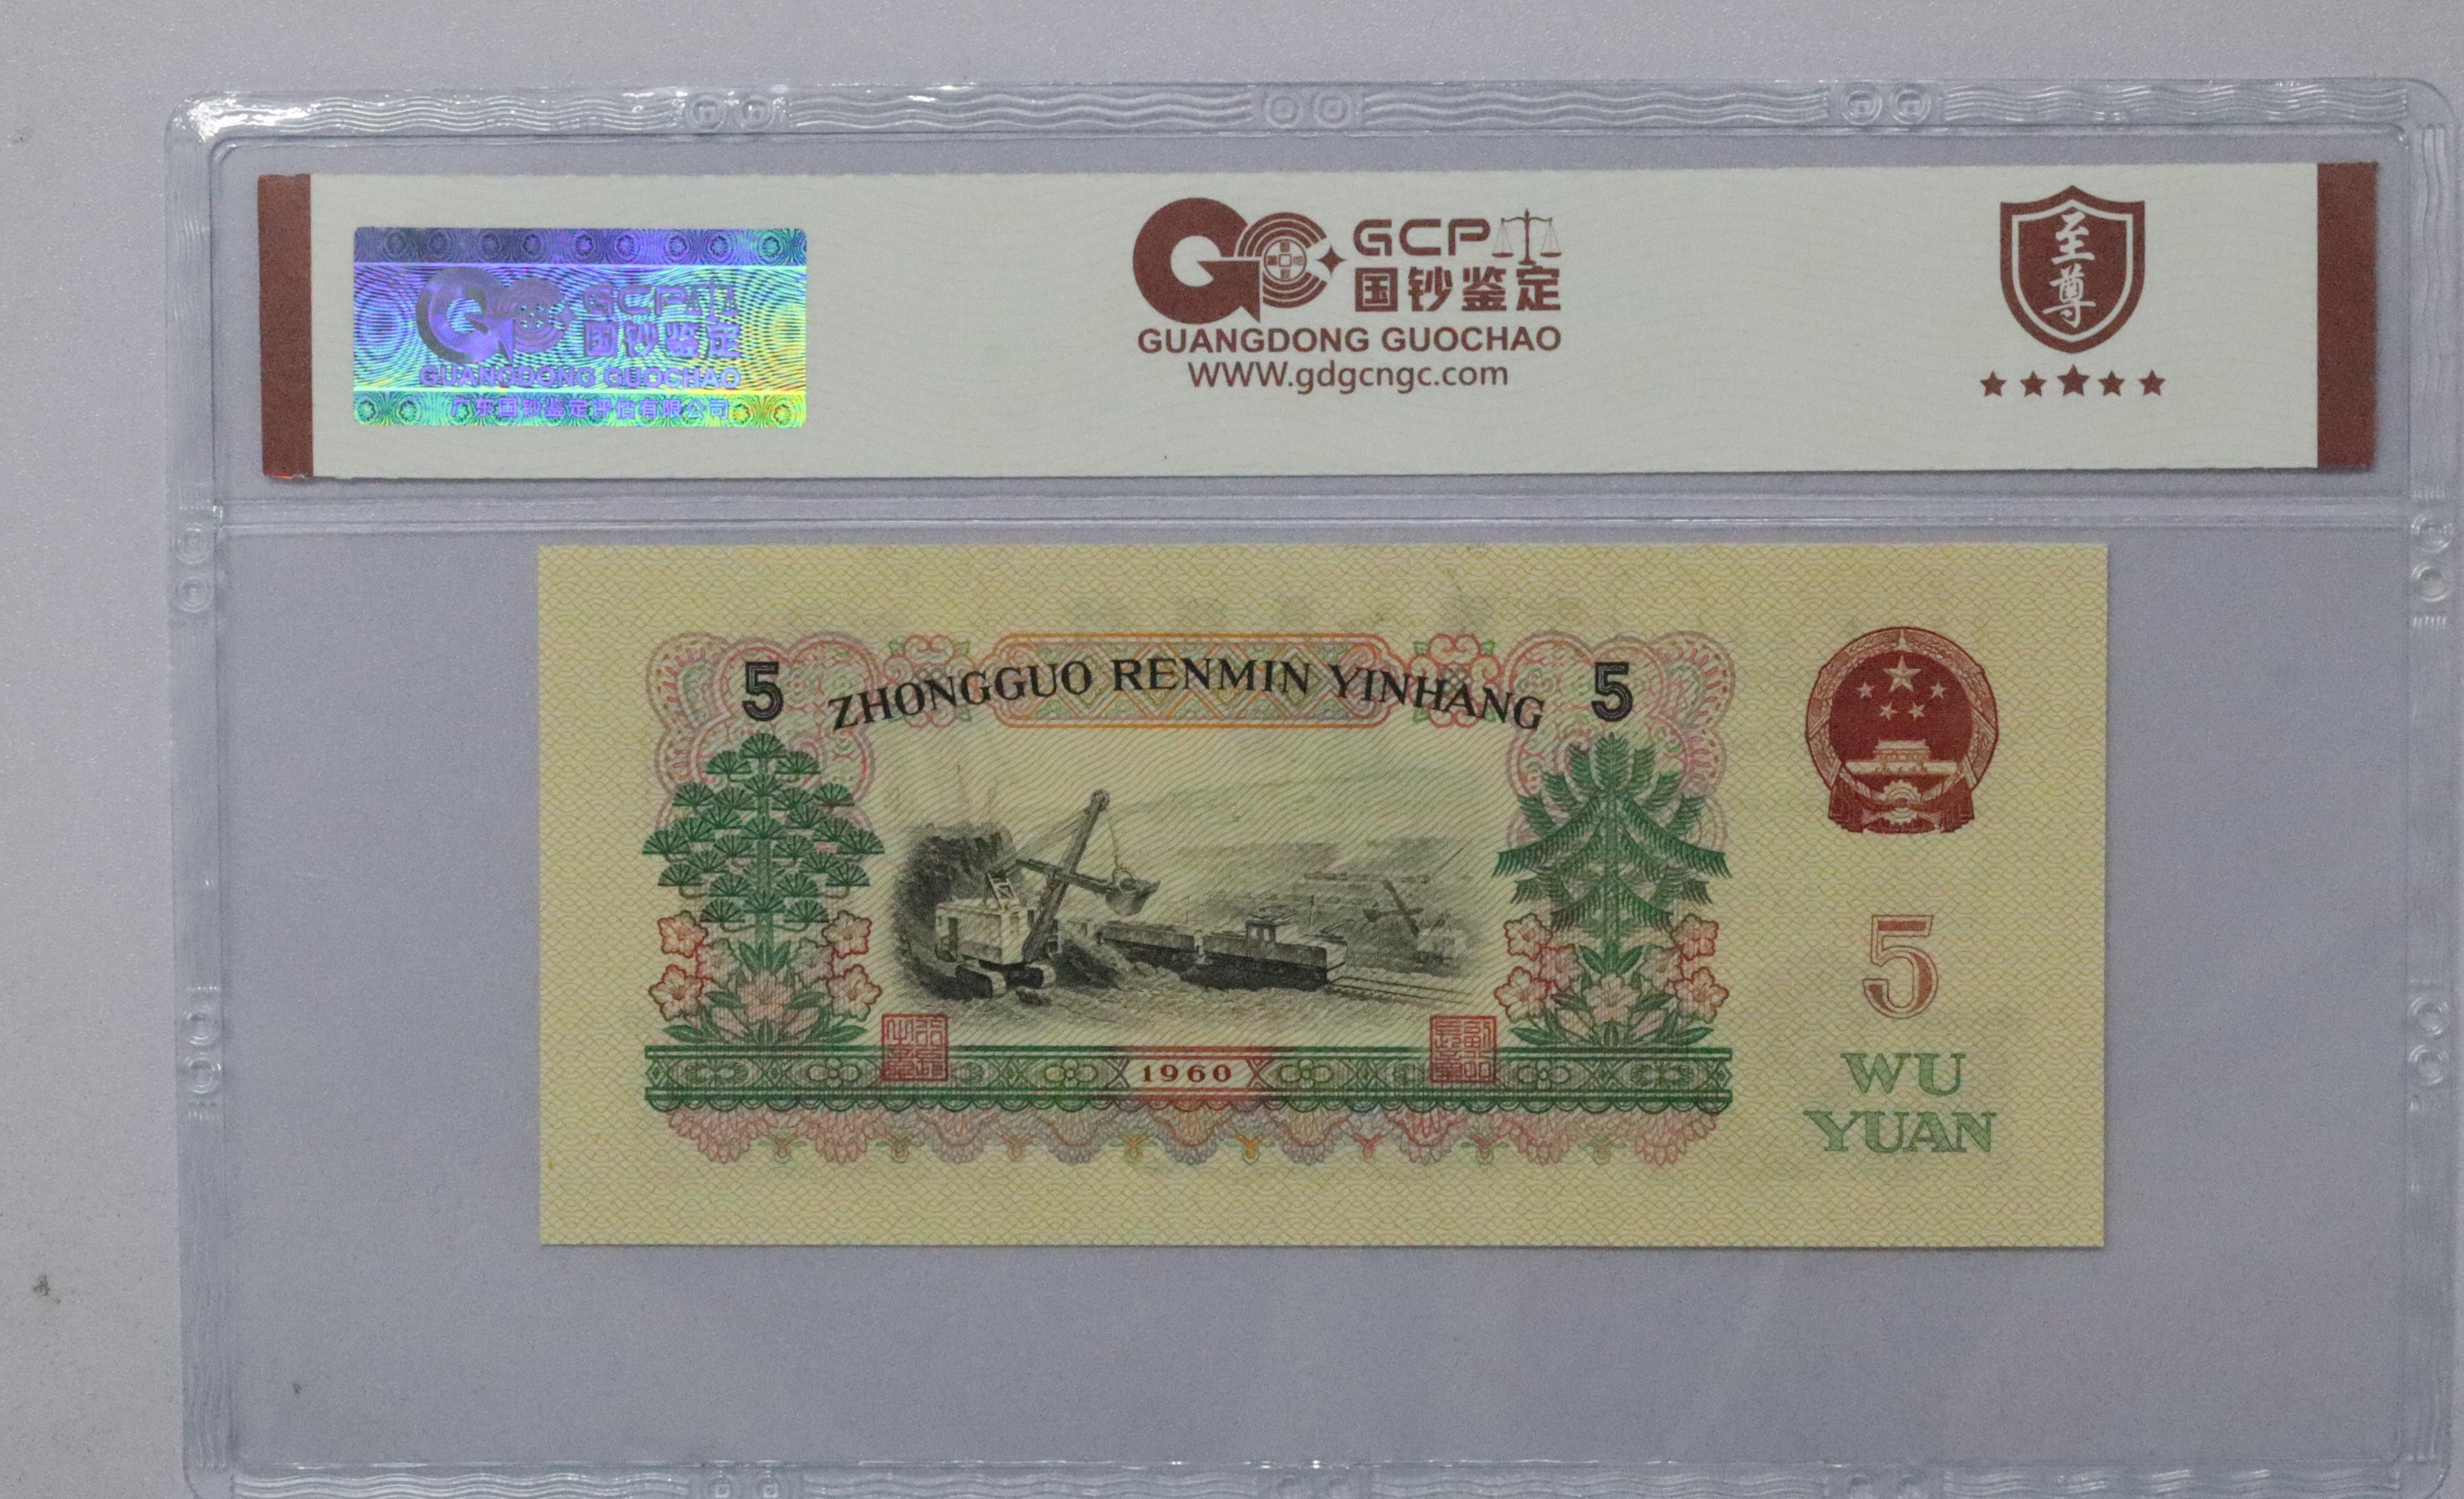 GCP
国钞鉴定
GUANGDONG GUOCHAO
广东国钞鉴定评估有限公司
GCP
国钞鉴定
GUANGDONG GUOCHAO
WWW.gdgcngc.com
至尊
5 ZHONGGUO RENMIN YINHANG 5
1960
5
WU
YUAN